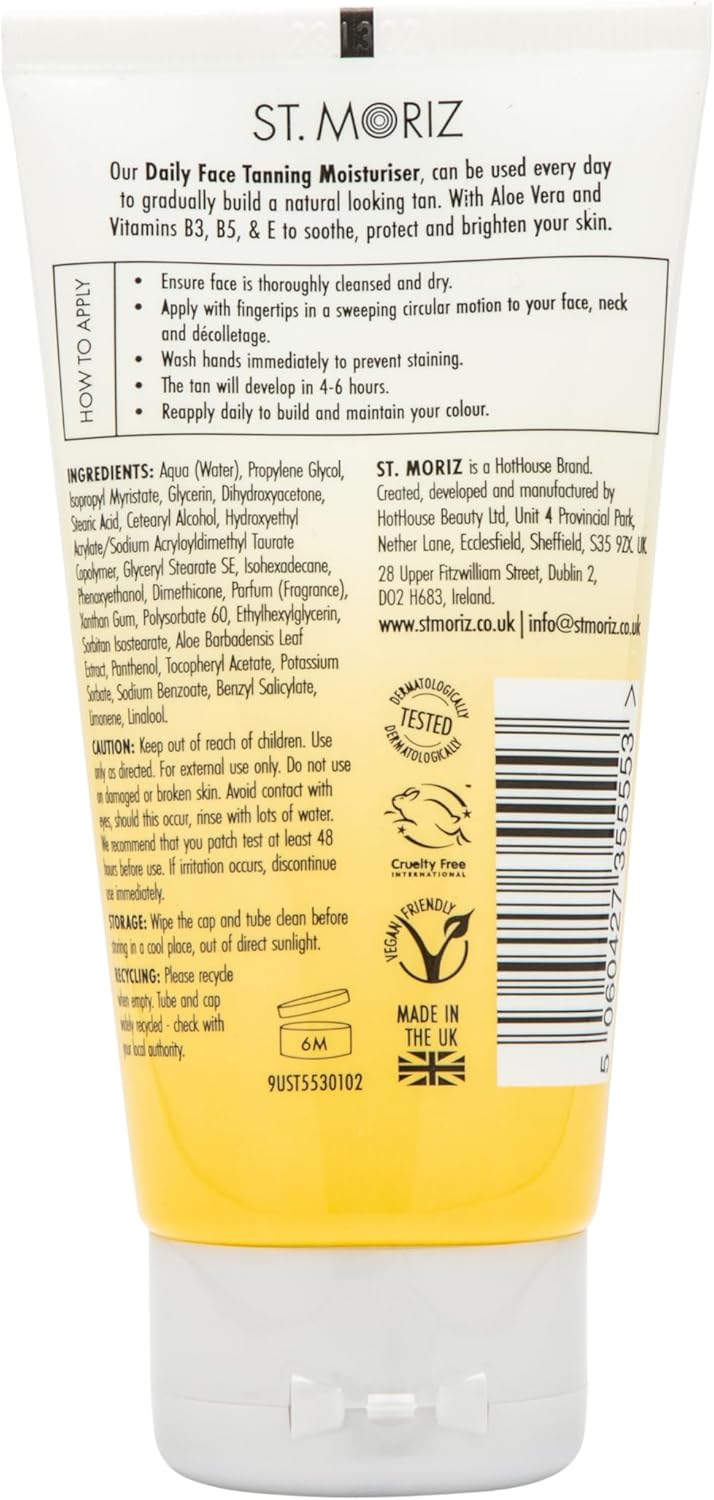 ST. MORIZ
Our Daily Face Tanning Moisturiser, can be used every day
to gradually build a natural looking tan. With Aloe Vera and
Vitamins B3, B5, & E to soothe, protect and brighten your skin.
HOW TO APPLY
• Ensure face is thoroughly cleansed and dry.
• Apply with fingertips in a sweeping circular motion to your face, neck
and décolletage.
• Wash hands immediately to prevent staining.
• The tan will develop in 4-6 hours.
• Reapply daily to build and maintain your colour.
INGREDIENTS: Aqua (Water), Propylene Glycol,
Isopropyl Myristate, Glycerin, Dihydroxyacetone,
Stearic Acid, Cetearyl Alcohol, Hydroxyethyl
Acrylate/Sodium Acryloyldimethyl Taurate
Copolymer, Glyceryl Stearate SE, Isohexadecane,
Phenoxyethanol, Dimethicone, Parfum (Fragrance),
Xanthan Gum, Polysorbate 60, Ethylhexylglycerin,
Sorbitan Isostearate, Aloe Barbadensis Leaf
Extract, Panthenol, Tocopheryl Acetate, Potassium
Sorbate, Sodium Benzoate, Benzyl Salicylate,
Limonene, Linalool.
CAUTION: Keep out of reach of children. Use
only as directed. For external use only. Do not use
on damaged or broken skin. Avoid contact with
eyes, should this occur, rinse with lots of water.
We recommend that you patch test at least 48
hours before use. If irritation occurs, discontinue
use immediately.
STORAGE: Wipe the cap and tube clean before
storing in a cool place, out of direct sunlight.
RECYCLING: Please recycle
when empty. Tube and cap
widely recycled - check with
your local authority.
6M
9UST5530102
ST. MORIZ is a HotHouse Brand.
Created, developed and manufactured by
HotHouse Beauty Ltd, Unit 4 Provincial Park,
Nether Lane, Ecclesfield, Sheffield, S35 9ZX UK
28 Upper Fitzwilliam Street, Dublin 2,
D02 H683, Ireland.
www.stmoriz.co.uk | info@stmoriz.co.uk
DERMATOLOGICALLY
TESTED
DERMATOLOGICALLY
Cruelty Free
INTERNATIONAL
VEGAN FRIENDLY
MADE IN
THE UK
5 060427 355553 >